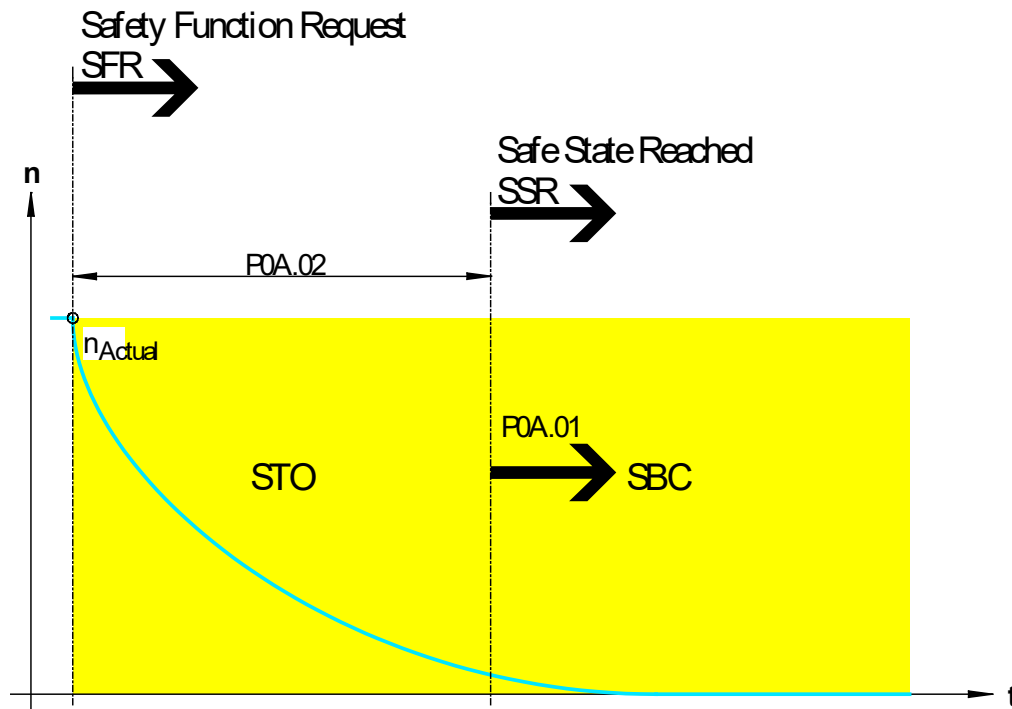 Safety Function Request
SFR
Safe State Reached
SSR
n
P0A.02
nActual
P0A.01
STO
SBC
t